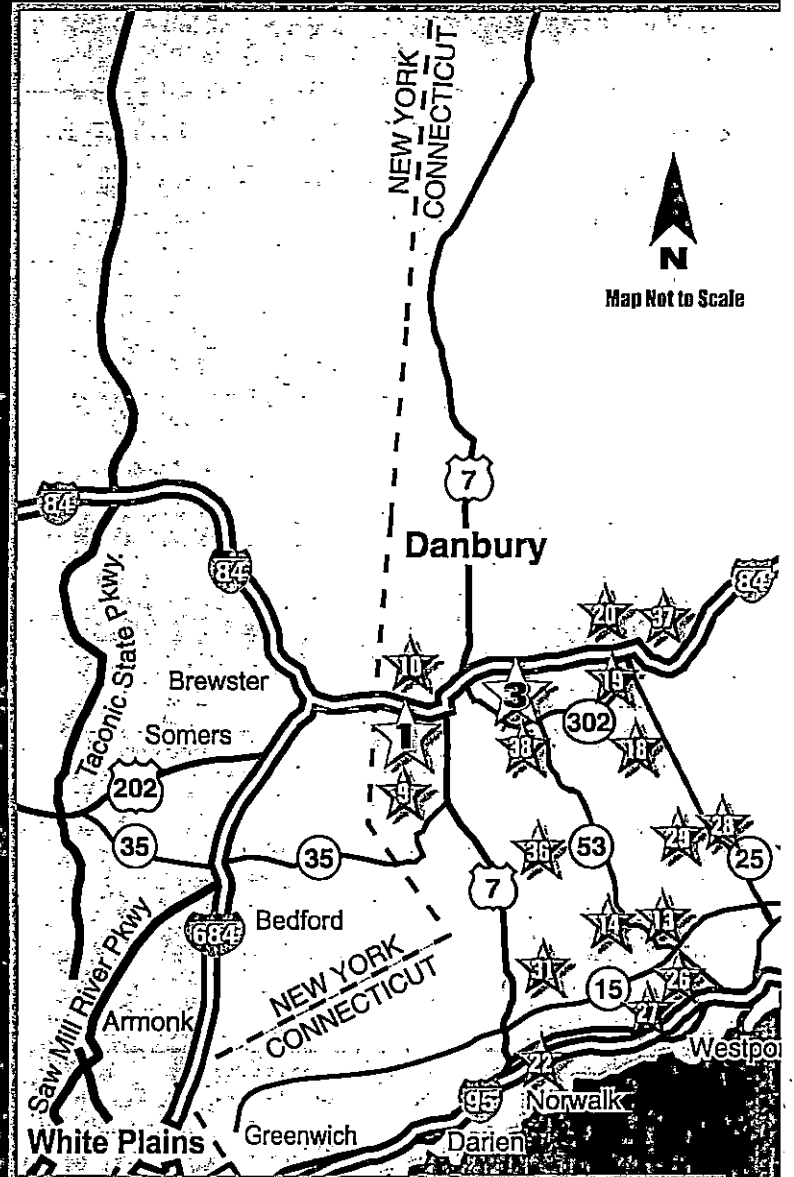 NEW YORK
CONNECTICUT
N
Map Not to Scale
7
84
Danbury
84
84
Taconic State Pkwy.
20
37
10
Brewster
3
19
302
1
Somers
38
18
202
9
28
35
35
36
53
29
25
7
Saw Mill River Pkwy
684
Bedford
14
13
NEW YORK
CONNECTICUT
31
26
15
27
Armonk
Westpo
22
95
Norwalk
White Plains
Greenwich
Darien